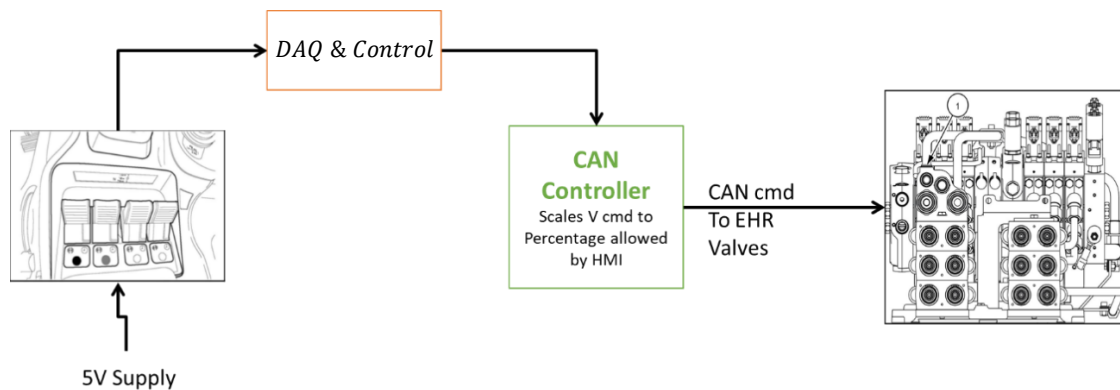 DAQ & Control
1
CAN
Controller
Scales V cmd to
Percentage allowed
by HMI
CAN cmd
To EHR
Valves
5V Supply